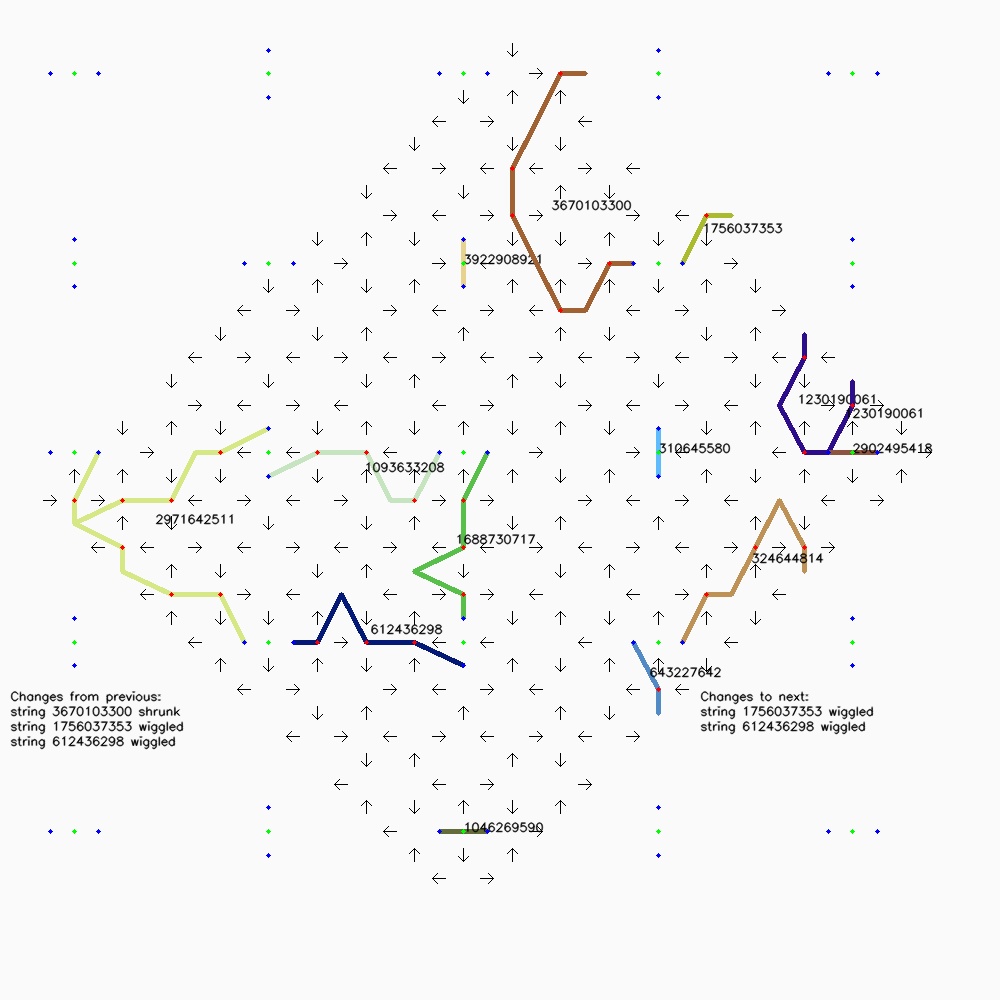 3670103300
1756037353
3922908921
1230190061
230190061
310645580
2902495418
1093633208
2971642511
1688730717
324644814
612436298
643227642
Changes from previous:
string 3670103300 shrunk
string 1756037353 wiggled
string 612436298 wiggled
Changes to next:
string 1756037353 wiggled
string 612436298 wiggled
1046269590